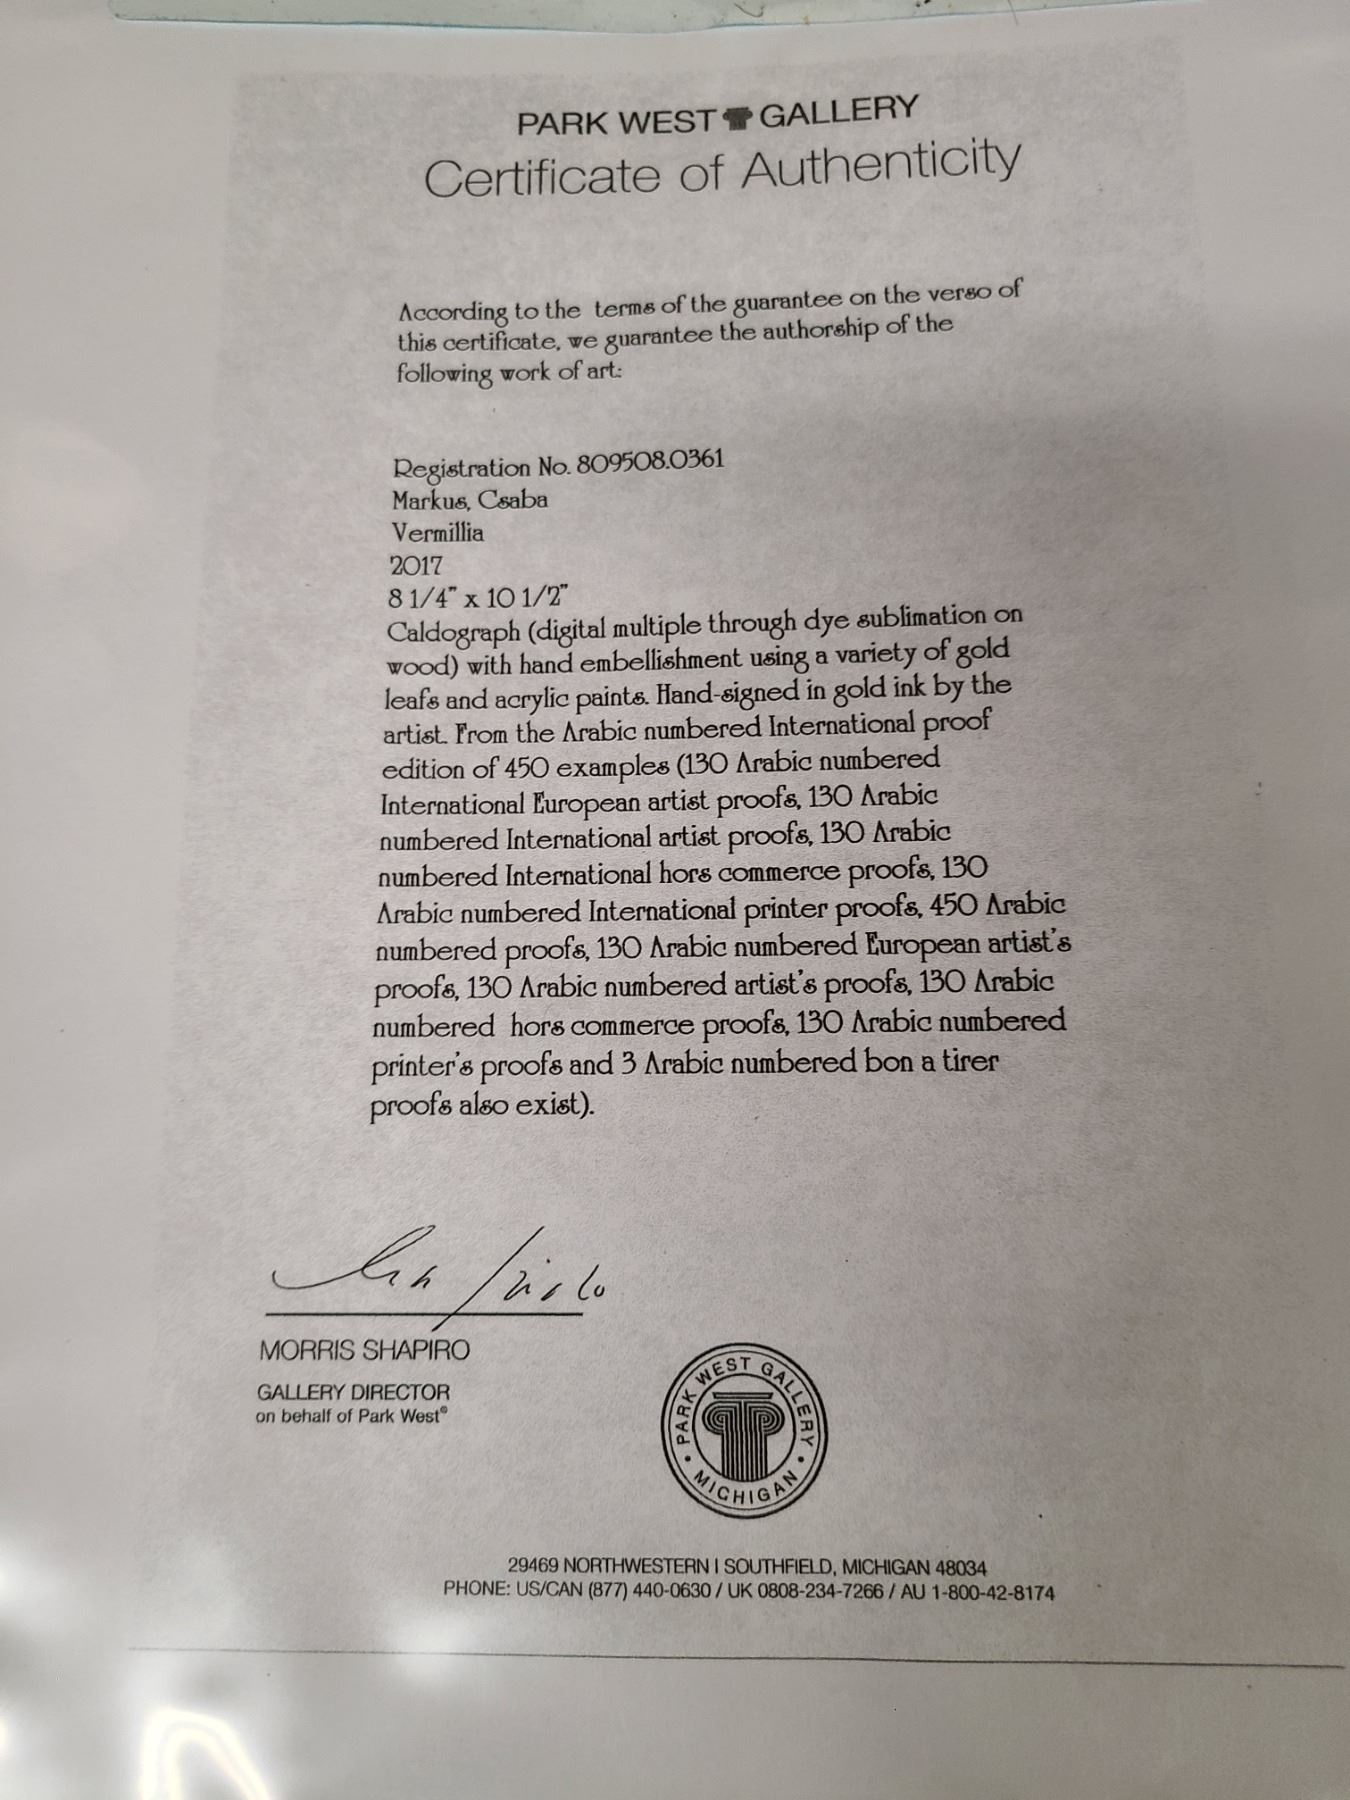 PARK WEST GALLERY
Certificate of Authenticity
According to the terms of the guarantee on the verso of
this certificate, we guarantee the authorship of the
following work of art:
Registration No. 809508.0361
Markus, Csaba
Vermillia
2017
8 1/4" x 10 1/2"
Caldograph (digital multiple through dye sublimation on
wood) with hand embellishment using a variety of gold
leafs and acrylic paints. Hand-signed in gold ink by the
artist. From the Arabic numbered International proof
edition of 450 examples (130 Arabic numbered
International European artist proofs, 130 Arabic
numbered International artist proofs, 130 Arabic
numbered International hors commerce proofs, 130
Arabic numbered International printer proofs, 450 Arabic
numbered proofs, 130 Arabic numbered European artist's
proofs, 130 Arabic numbered artist's proofs, 130 Arabic
numbered hors commerce proofs, 130 Arabic numbered
printer's proofs and 3 Arabic numbered bon a tirer
proofs also exist).
MORRIS SHAPIRO
GALLERY DIRECTOR
on behalf of Park West®
PARK WEST GALLERY
• MICHIGAN •
29469 NORTHWESTERN | SOUTHFIELD, MICHIGAN 48034
PHONE: US/CAN (877) 440-0630 / UK 0808-234-7266 / AU 1-800-42-8174